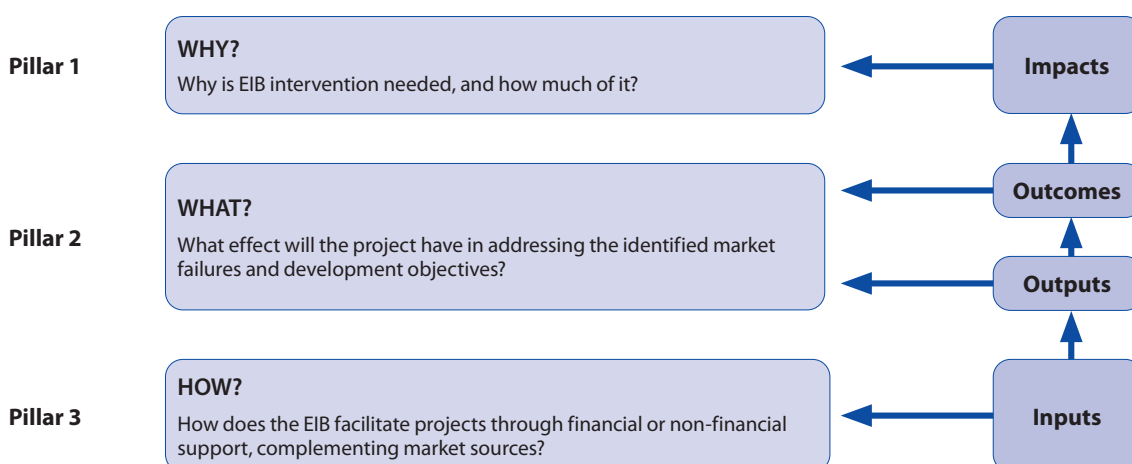 Pillar 1
WHY?
Why is EIB intervention needed, and how much of it?
Impacts
Pillar 2
WHAT?
What effect will the project have in addressing the identified market
failures and development objectives?
Outcomes
Outputs
Pillar 3
HOW?
How does the EIB facilitate projects through financial or non-financial
support, complementing market sources?
Inputs